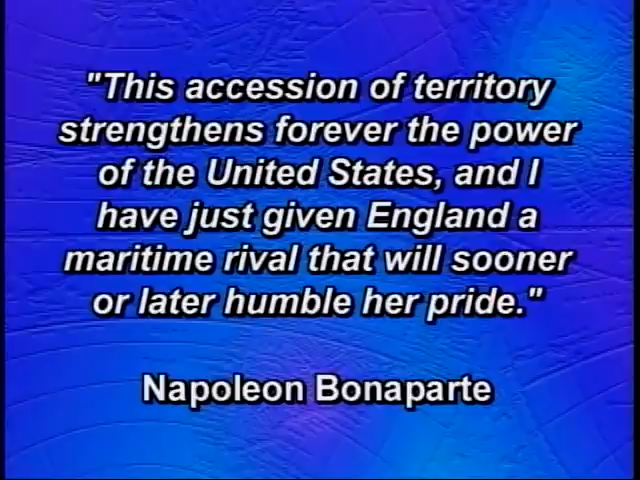 "This accession of territory
strengthens forever the power
of the United States, and I
have just given England a
maritime rival that will sooner
or later humble her pride."
Napoleon Bonaparte